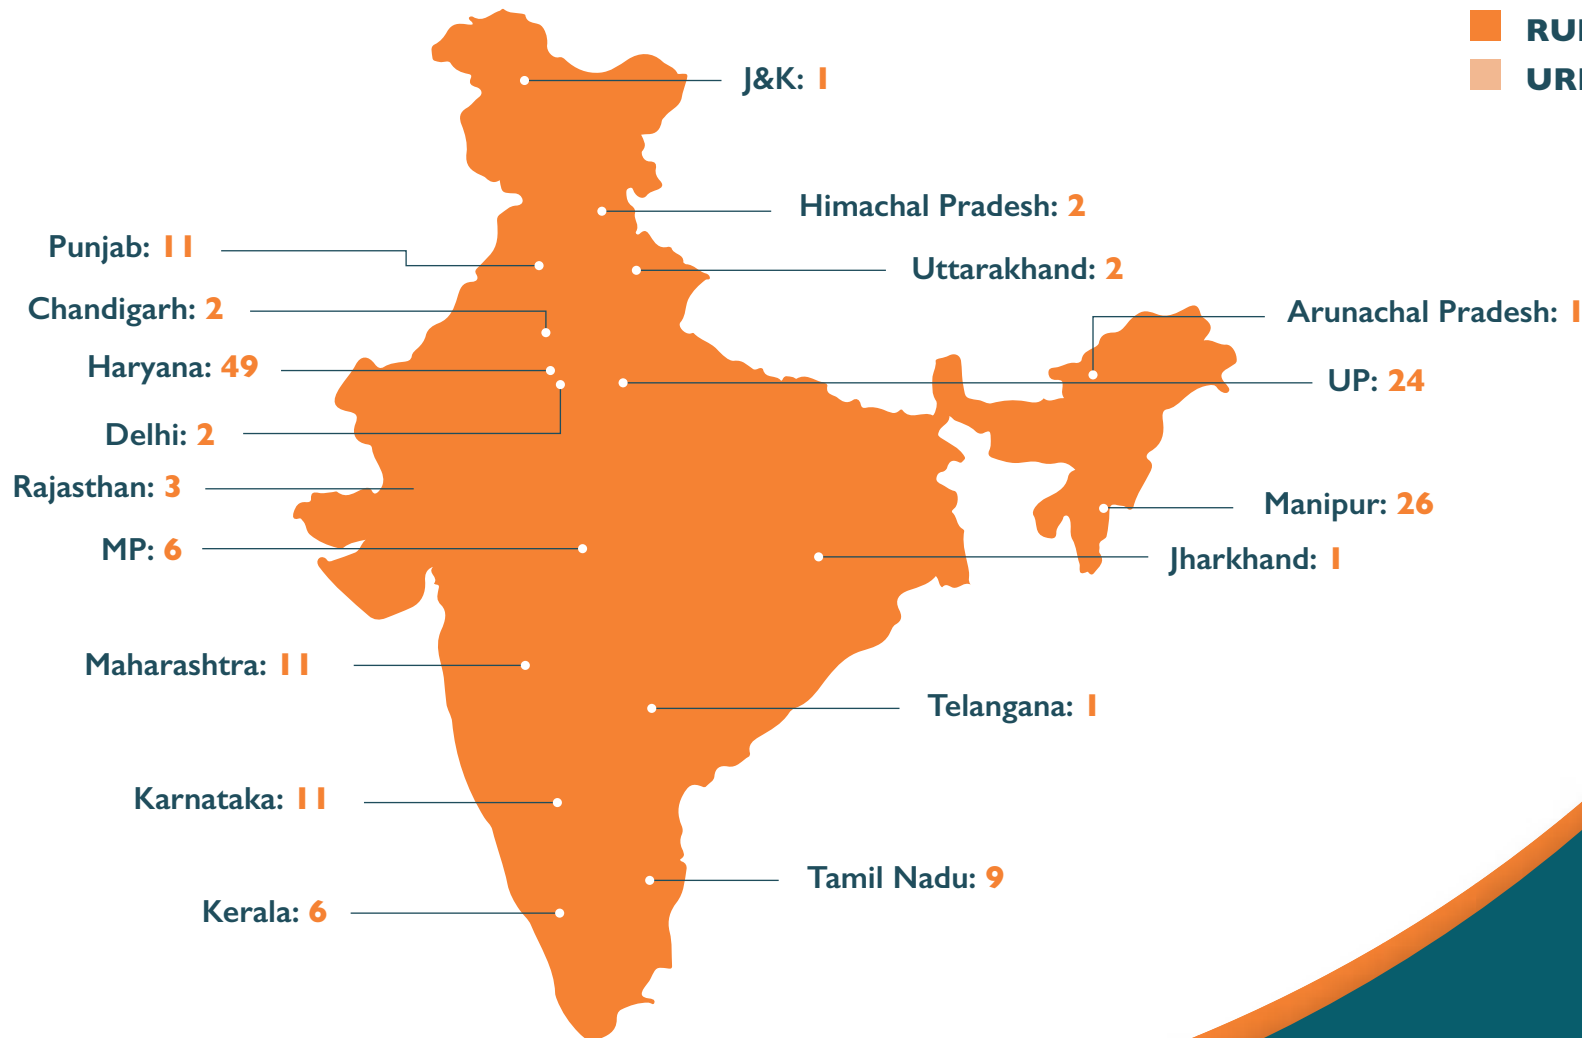 J&K: 1
Himachal Pradesh: 2
Punjab: 11
Uttarakhand: 2
Chandigarh: 2
Arunachal Pradesh: 1
Haryana: 49
UP: 24
Delhi: 2
Rajasthan: 3
Manipur: 26
MP: 6
Jharkhand: 1
Maharashtra: 11
Telangana: 1
Karnataka: 11
Tamil Nadu: 9
Kerala: 6